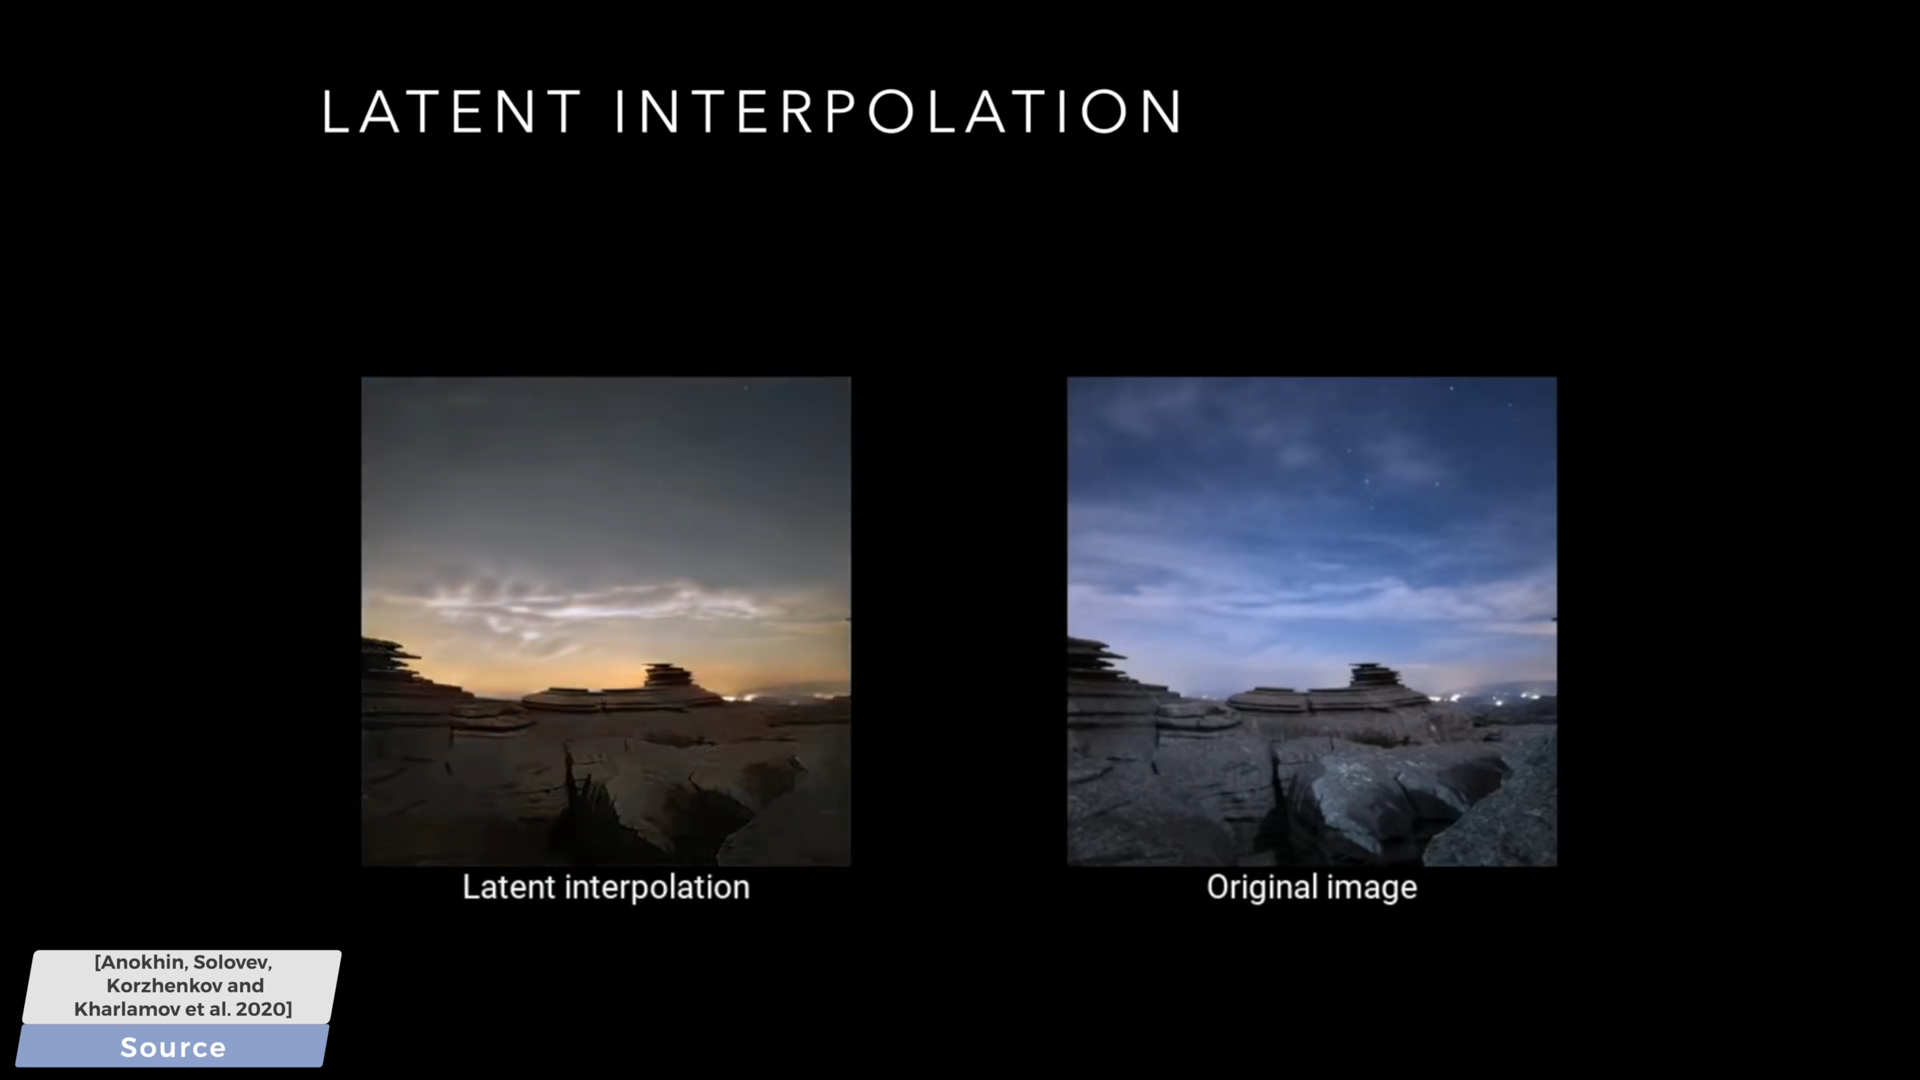 LATENT INTERPOLATION
Latent interpolation
Original image
[Anokhin, Solovev,
Korzhenkov and
Kharlamov et al. 2020]
Source